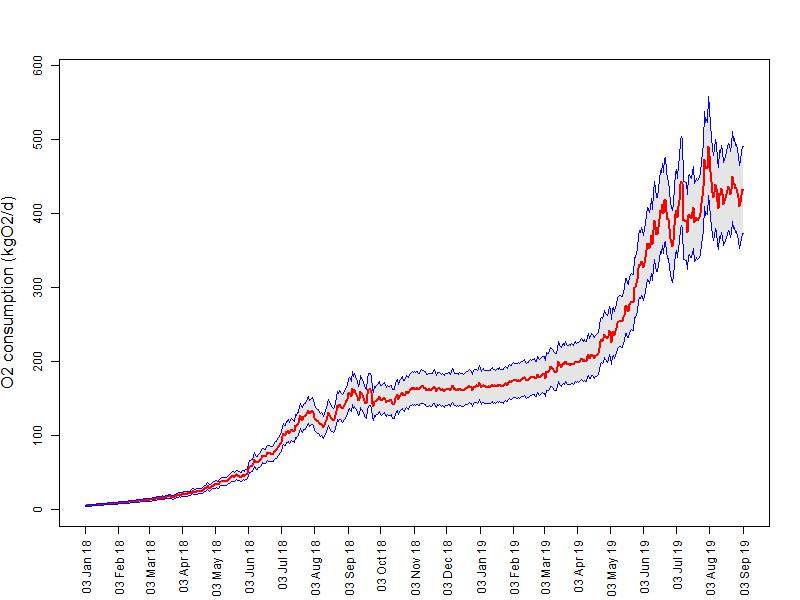 O2 consumption (kgO2/d)
600
500
400
300
200
100
0
03 Jan 18
03 Feb 18
03 Mar 18
03 Apr 18
03 May 18
03 Jun 18
03 Jul 18
03 Aug 18
03 Sep 18
03 Oct 18
03 Nov 18
03 Dec 18
03 Jan 19
03 Feb 19
03 Mar 19
03 Apr 19
03 May 19
03 Jun 19
03 Jul 19
03 Aug 19
03 Sep 19